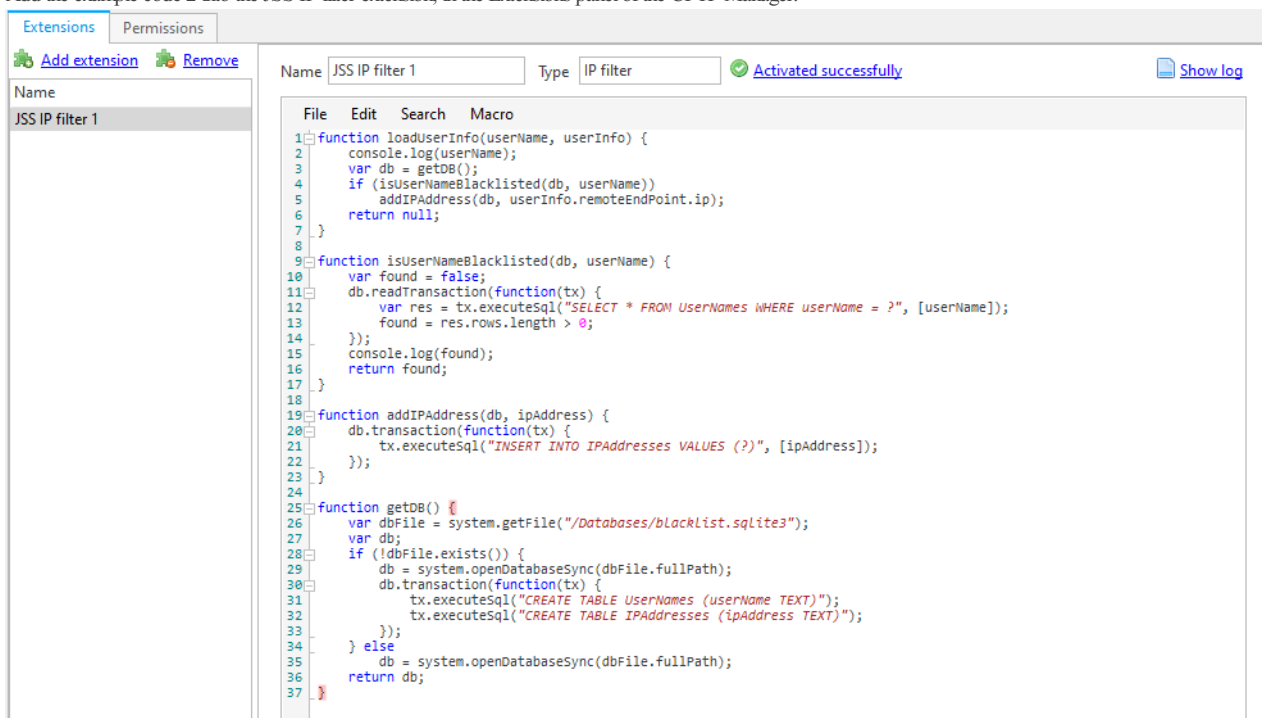 Extensions Permissions
Add extension Remove
Name
JSS IP filter 1
Name JSS IP filter 1 Type IP filter Activated successfully Show log
File Edit Search Macro
1 function loadUserInfo(userName, userInfo) {
2 console.log(userName);
3 var db = getDB();
4 if (isUserNameBlacklisted(db, userName))
5 addIPAddress(db, userInfo.remoteEndPoint.ip);
6 return null;
7 }
8
9 function isUserNameBlacklisted(db, userName) {
10 var found = false;
11 db.readTransaction(function(tx) {
12 var res = tx.executeSql("SELECT * FROM UserNames WHERE userName = ?", [userName]);
13 found = res.rows.length > 0;
14 });
15 console.log(found);
16 return found;
17 }
18
19 function addIPAddress(db, ipAddress) {
20 db.transaction(function(tx) {
21 tx.executeSql("INSERT INTO IPAddresses VALUES (?)", [ipAddress]);
22 });
23 }
24
25 function getDB() {
26 var dbFile = system.getFile("/Databases/blacklist.sqlite3");
27 var db;
28 if (!dbFile.exists()) {
29 db = system.openDatabaseSync(dbFile.fullPath);
30 db.transaction(function(tx) {
31 tx.executeSql("CREATE TABLE UserNames (userName TEXT)");
32 tx.executeSql("CREATE TABLE IPAddresses (ipAddress TEXT)");
33 });
34 } else
35 db = system.openDatabaseSync(dbFile.fullPath);
36 return db;
37 }